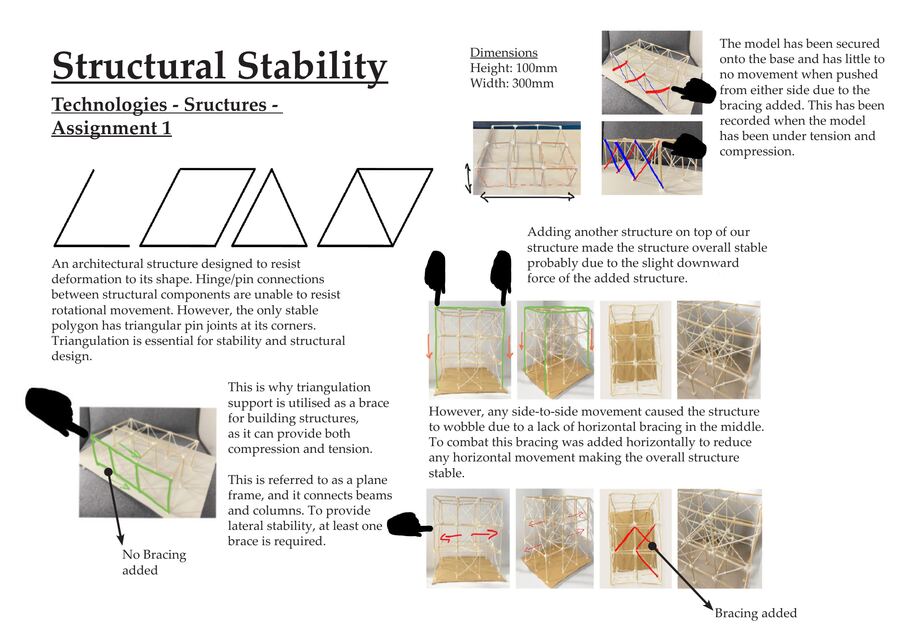 Structural Stability
Technologies - Sructures -
Assignment 1
An architectural structure designed to resist
deformation to its shape. Hinge/pin connections
between structural components are unable to resist
rotational movement. However, the only stable
polygon has triangular pin joints at its corners.
Triangulation is essential for stability and structural
design.
This is why triangulation
support is utilised as a brace
for building structures,
as it can provide both
compression and tension.
This is referred to as a plane
frame, and it connects beams
and columns. To provide
lateral stability, at least one
brace is required.
No Bracing
added
Dimensions
Height: 100mm
Width: 300mm
The model has been secured
onto the base and has little to
no movement when pushed
from either side due to the
bracing added. This has been
recorded when the model
has been under tension and
compression.
Adding another structure on top of our
structure made the structure overall stable
probably due to the slight downward
force of the added structure.
However, any side-to-side movement caused the structure
to wobble due to a lack of horizontal bracing in the middle.
To combat this bracing was added horizontally to reduce
any horizontal movement making the overall structure
stable.
Bracing added